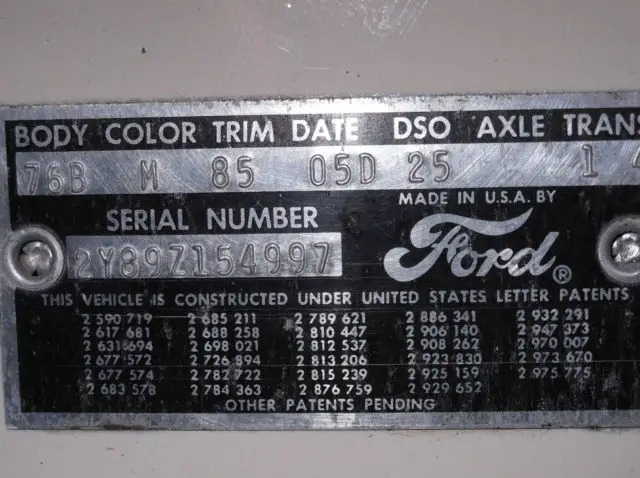 BODY COLOR TRIM DATE DSO AXLE TRANS
76B M 85 05D 25 1 4
SERIAL NUMBER
MADE IN U.S.A. BY
2Y89Z154997
Ford®
THIS VEHICLE IS CONSTRUCTED UNDER UNITED STATES LETTER PATENTS
2 590 719 2 685 211 2 789 621 2 886 341 2 932 291
2 617 681 2 688 258 2 810 447 2 906 140 2 947 373
2 631 694 2 698 021 2 812 537 2 908 262 2 970 007
2 677 572 2 726 894 2 813 206 2 923 830 2 973 670
2 677 574 2 782 722 2 815 239 2 925 159 2 975 775
2 683 578 2 784 363 2 876 759 2 929 652
OTHER PATENTS PENDING